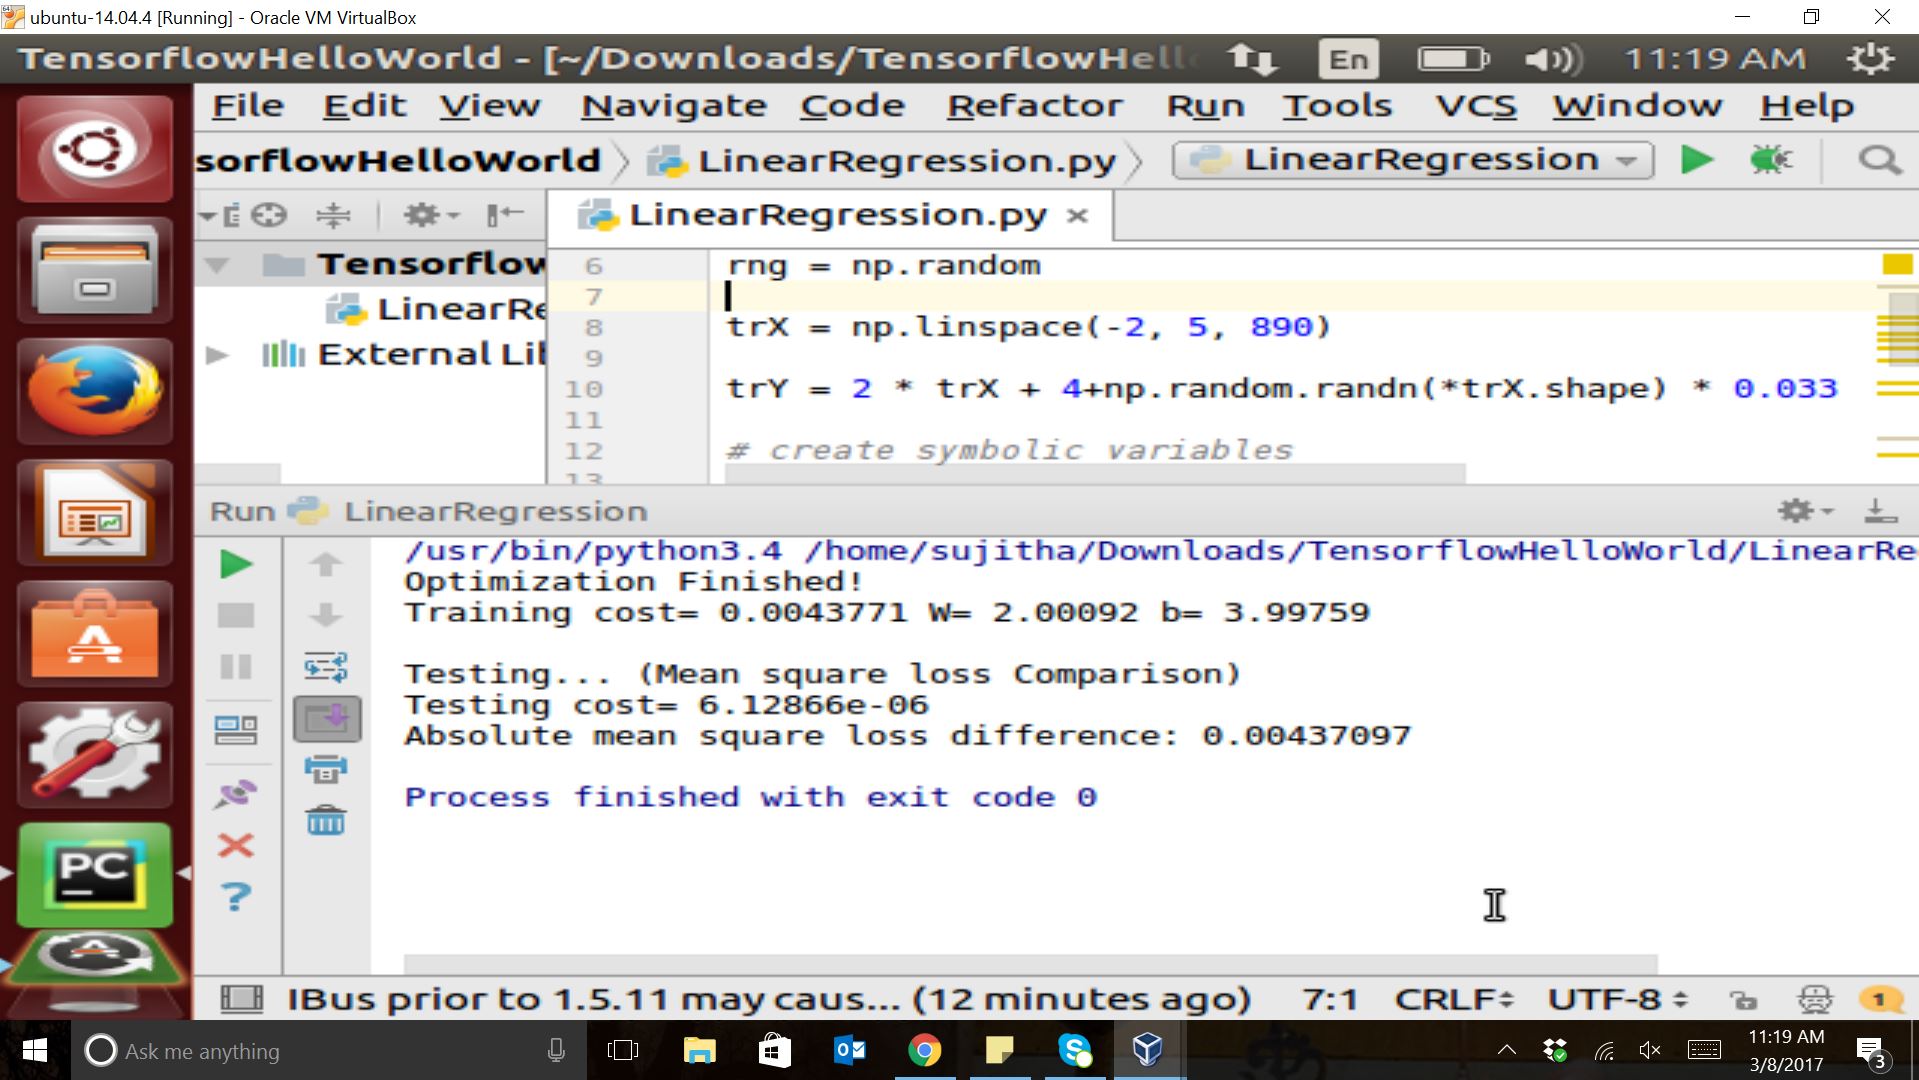 ubuntu-14.04.4 [Running] - Oracle VM VirtualBox
TensorflowHelloWorld - [~/Downloads/TensorflowHello
En
11:19 AM
File Edit View Navigate Code Refactor Run Tools VCS Window Help
sorflowHelloWorld
LinearRegression.py
LinearRegression
LinearRegression.py
Tensorflow
LinearRe
External Lib
6 rng = np.random
7
8 trX = np.linspace(-2, 5, 890)
9
10 trY = 2 * trX + 4+np.random.randn(*trX.shape) * 0.033
11
12 # create symbolic variables
13
Run LinearRegression
/usr/bin/python3.4 /home/sujitha/Downloads/TensorflowHelloWorld/LinearRe
Optimization Finished!
Training cost= 0.0043771 W= 2.00092 b= 3.99759
Testing... (Mean square loss Comparison)
Testing cost= 6.12866e-06
Absolute mean square loss difference: 0.00437097
Process finished with exit code 0
PC
IBus prior to 1.5.11 may caus... (12 minutes ago)
7:1
CRLF
UTF-8
1
Ask me anything
11:19 AM
3/8/2017
3